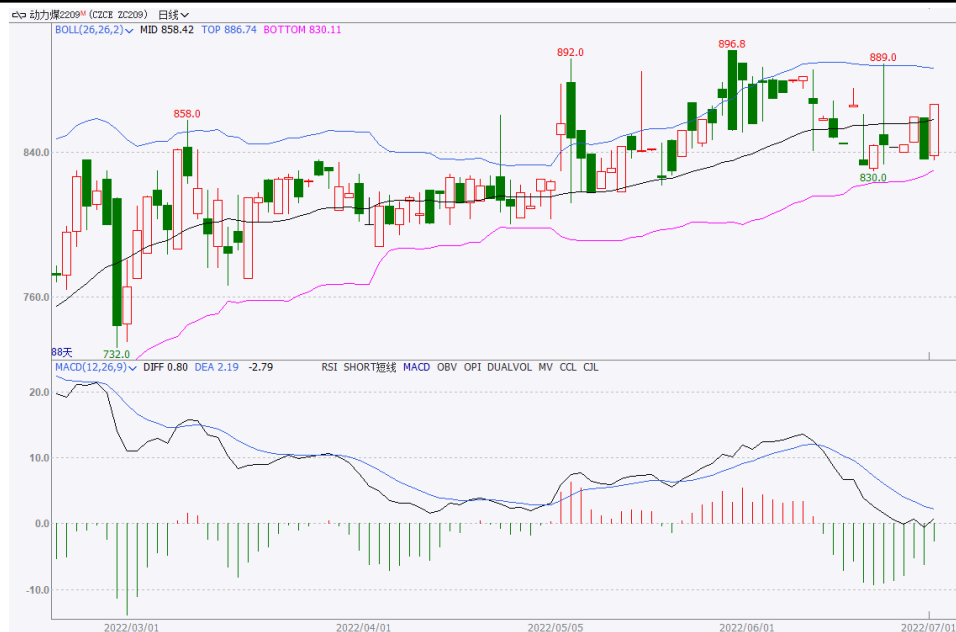 动力煤2209ᴹ (CZCE ZC209) 日线
BOLL(26,26,2) MID 858.42 TOP 886.74 BOTTOM 830.11
896.8
892.0
889.0
858.0
840.0
830.0
760.0
88天
732.0
MACD(12,26,9) DIFF 0.80 DEA 2.19 -2.79 RSI SHORT短线 MACD OBV OPI DUALVOL MV CCL CJL
20.0
10.0
0.0
-10.0
2022/03/01 2022/04/01 2022/05/05 2022/06/01 2022/07/01